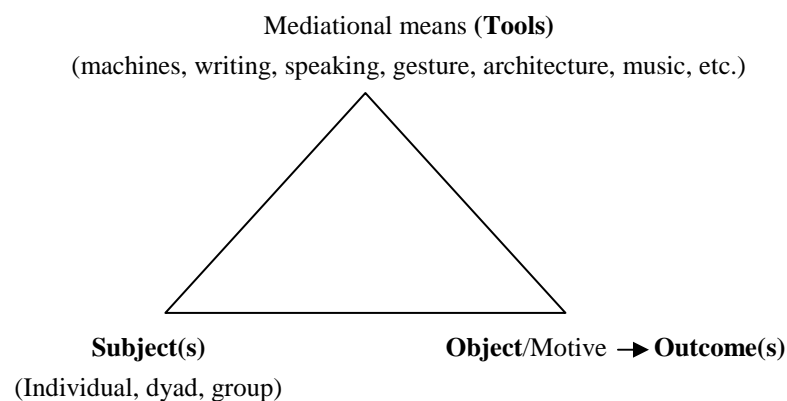 Mediational means (Tools)
(machines, writing, speaking, gesture, architecture, music, etc.)
Subject(s)
Object/Motive → Outcome(s)
(Individual, dyad, group)